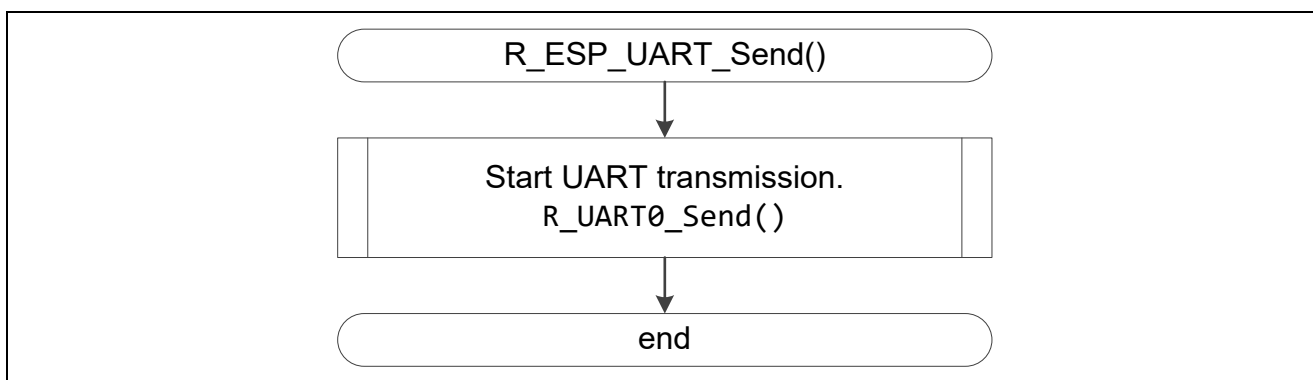 R_ESP_UART_Send()
Start UART transmission.
R_UART0_Send()
end